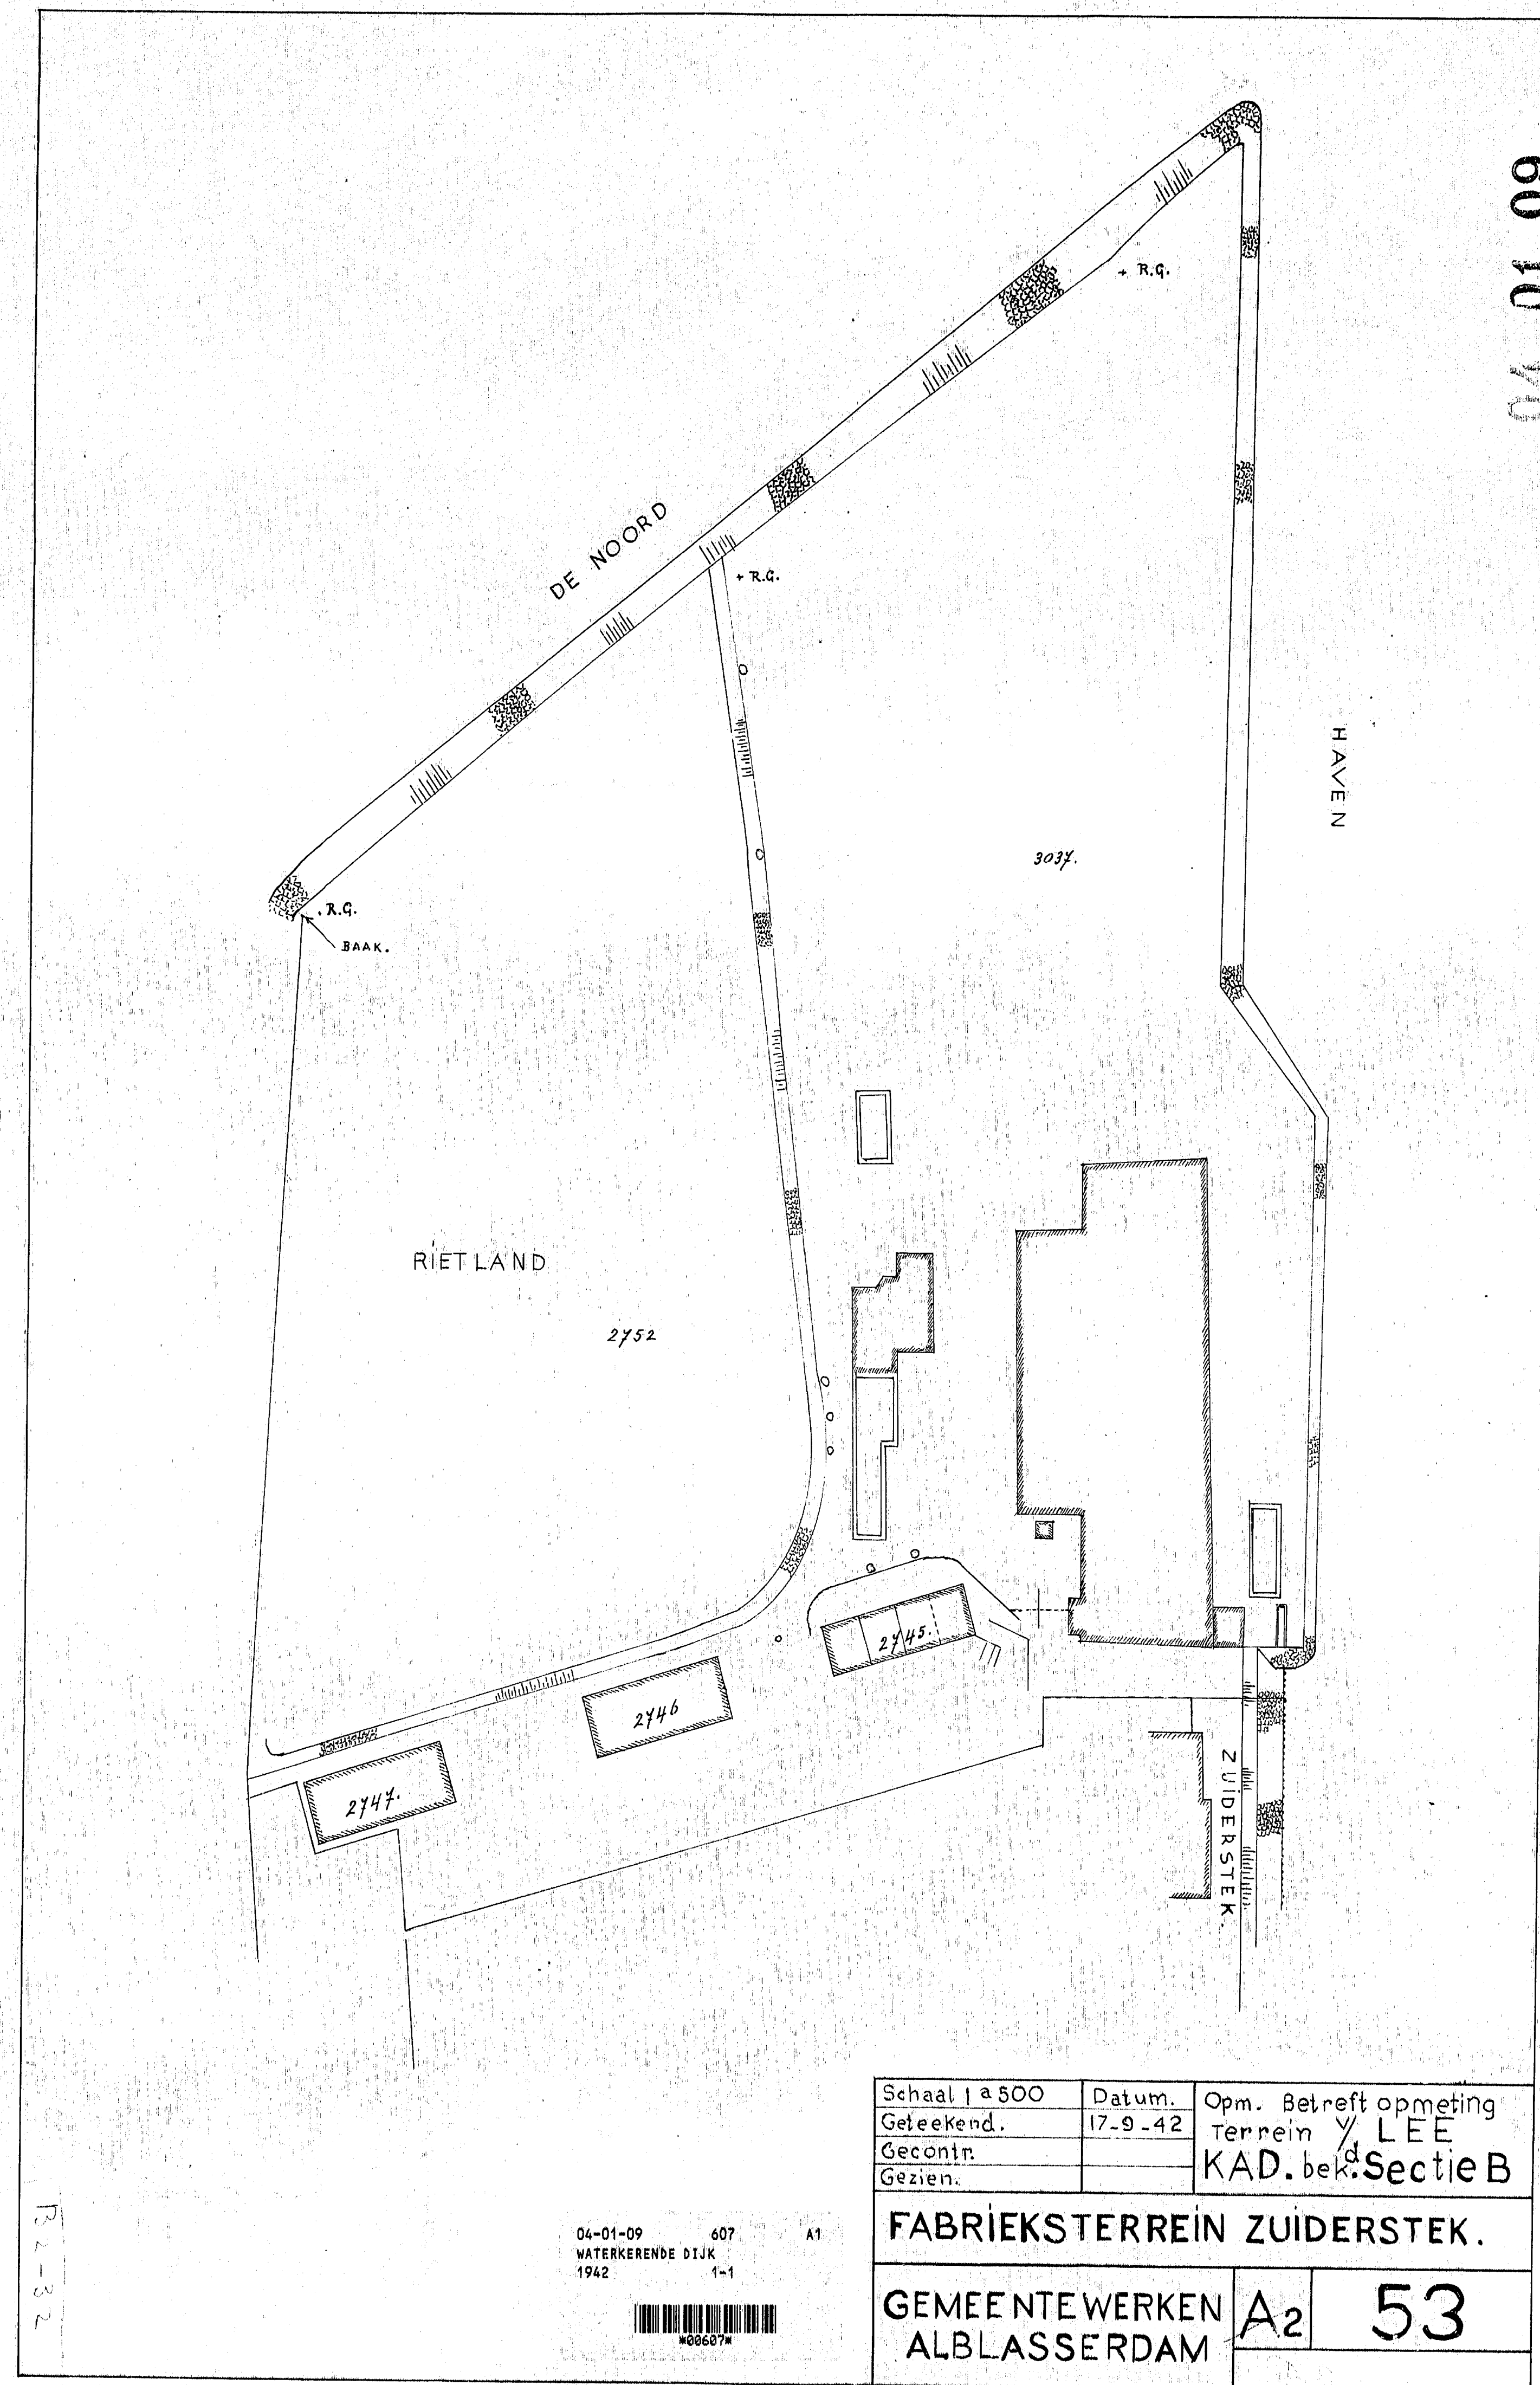 04 01 09
+ R.G.
DE NOORD
+ R.G.
HAVEN
3037.
. R.G.
BAAK.
RIETLAND
2752
2745.
2746
2747.
ZUIDERSTEK.
Schaal 1 a 500
Datum.
Geteekend.
17-9-42
Gecontr.
Gezien.
Opm. Betreft opmeting
Terrein v/d LEE
KAD. bekd. Sectie B
FABRIEKSTERREIN ZUIDERSTEK.
GEMEENTEWERKEN
ALBLASSERDAM
A2
53
04-01-09 607 A1
WATERKERENDE DIJK
1942 1-1
*00607*